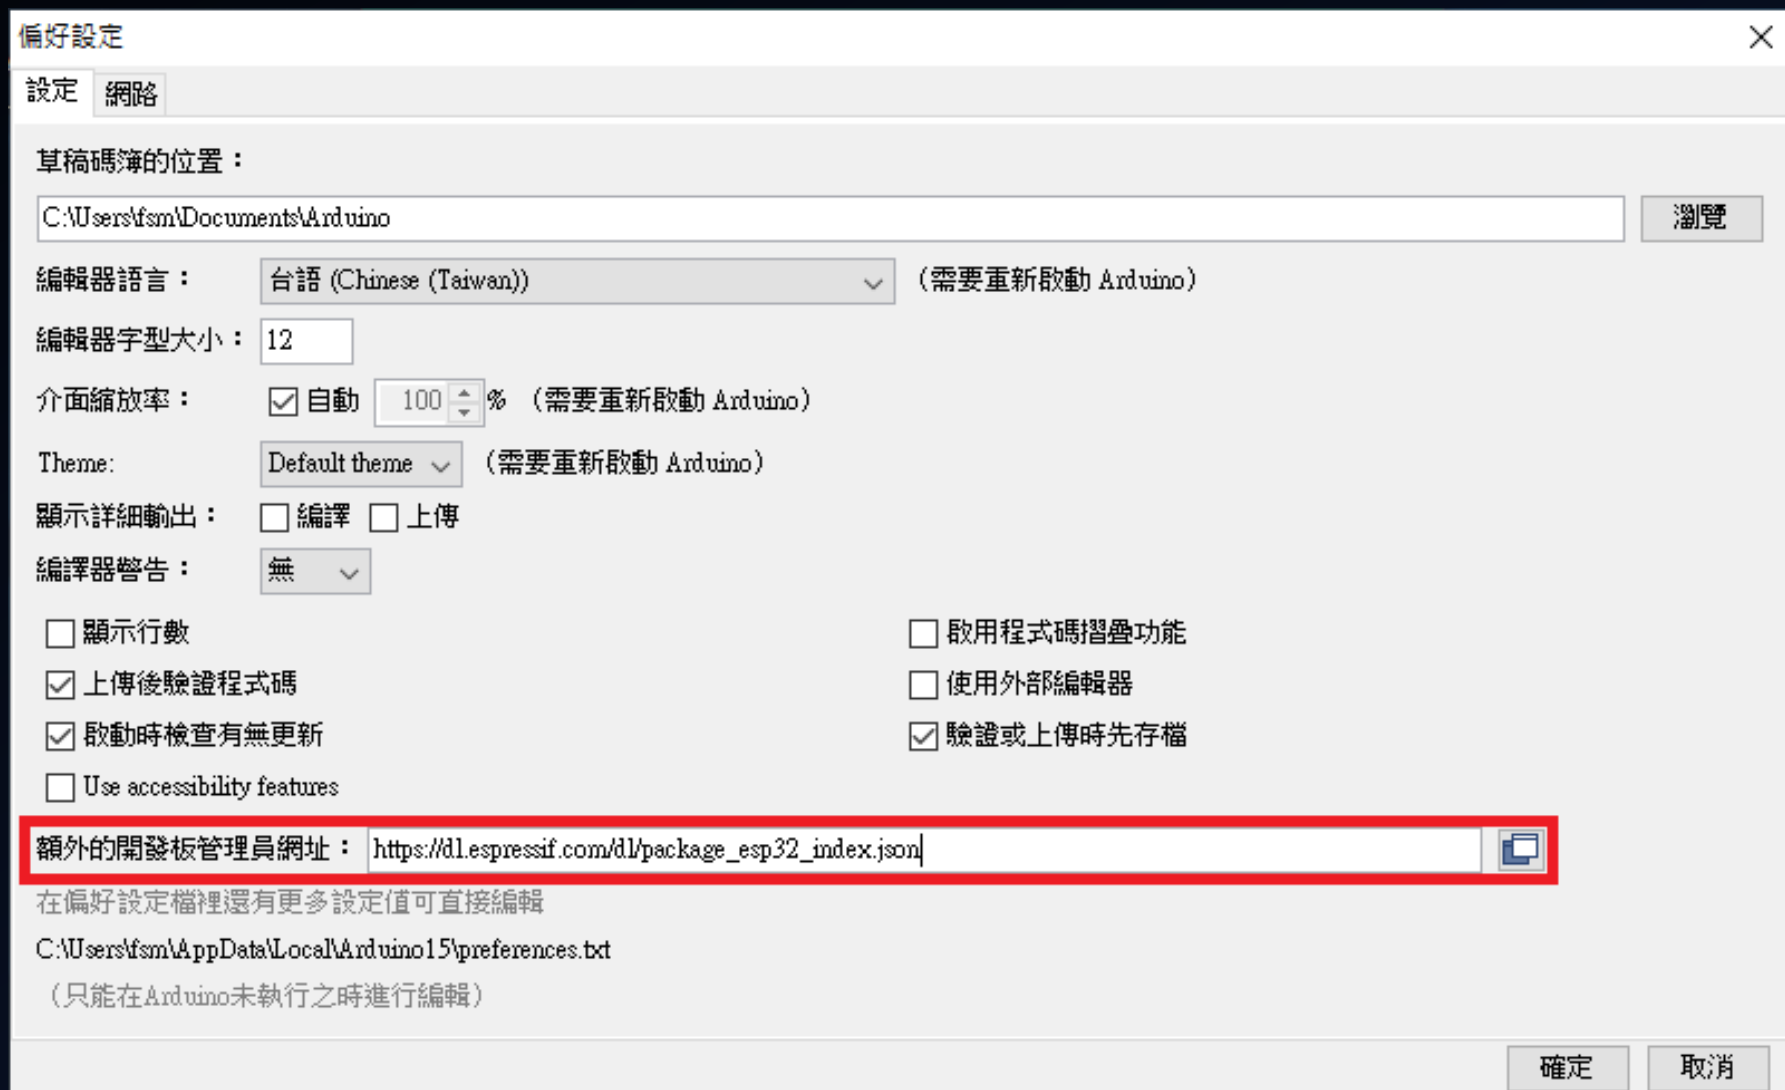 偏好設定
設定 網路
草稿碼簿的位置：
C:\Users\fsm\Documents\Arduino 瀏覽
編輯器語言： 台語 (Chinese (Taiwan)) （需要重新啟動 Arduino）
編輯器字型大小： 12
介面縮放率： 自動 100 % （需要重新啟動 Arduino）
Theme: Default theme （需要重新啟動 Arduino）
顯示詳細輸出： 編譯 上傳
編譯器警告： 無
顯示行數 啟用程式碼摺疊功能
上傳後驗證程式碼 使用外部編輯器
啟動時檢查有無更新 驗證或上傳時先存檔
Use accessibility features
額外的開發板管理員網址： https://dl.espressif.com/dl/package_esp32_index.json
在偏好設定檔裡還有更多設定值可直接編輯
C:\Users\fsm\AppData\Local\Arduino15\preferences.txt
（只能在Arduino未執行之時進行編輯）
確定 取消